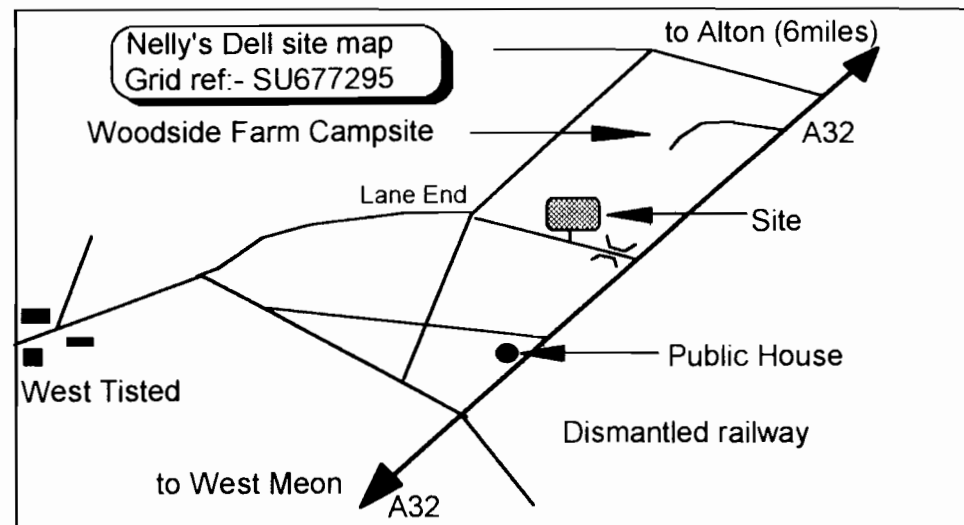 to Alton (6miles)
Nelly's Dell site map
Grid ref:- SU677295
Woodside Farm Campsite
A32
Lane End
Site
Public House
West Tisted
Dismantled railway
to West Meon
A32